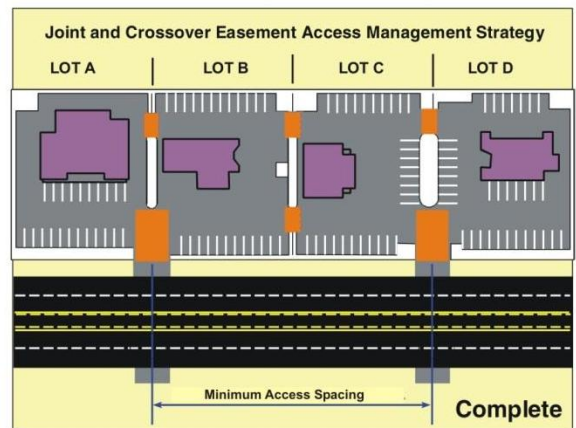 Joint and Crossover Easement Access Management Strategy
LOT A | LOT B | LOT C | LOT D
Minimum Access Spacing
Complete